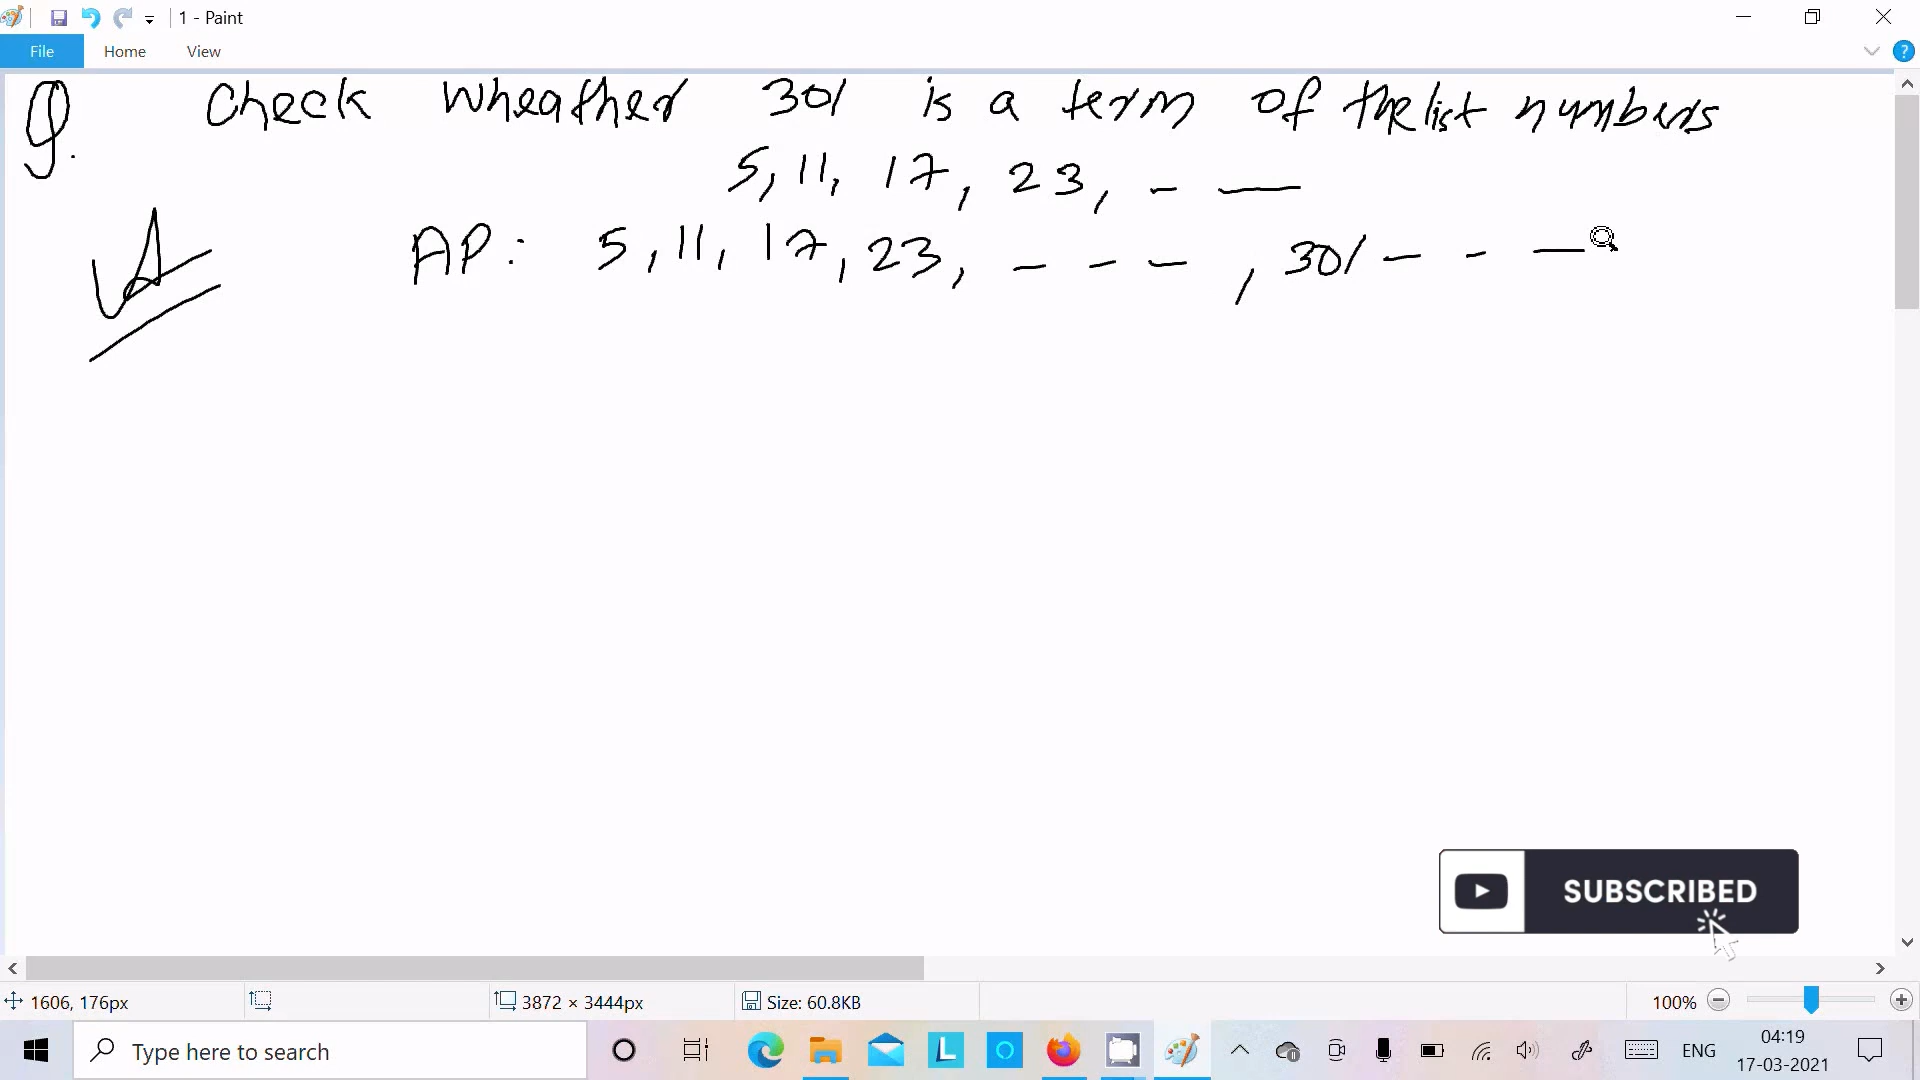 1 - Paint
File Home View
Q. Check wheather 301 is a term of the list numbers
5, 11, 17, 23, - —
A AP: 5, 11, 17, 23, - - - , 301 - - —
SUBSCRIBED
1606, 176px 3872 × 3444px Size: 60.8KB 100%
Type here to search ENG 04:19
17-03-2021